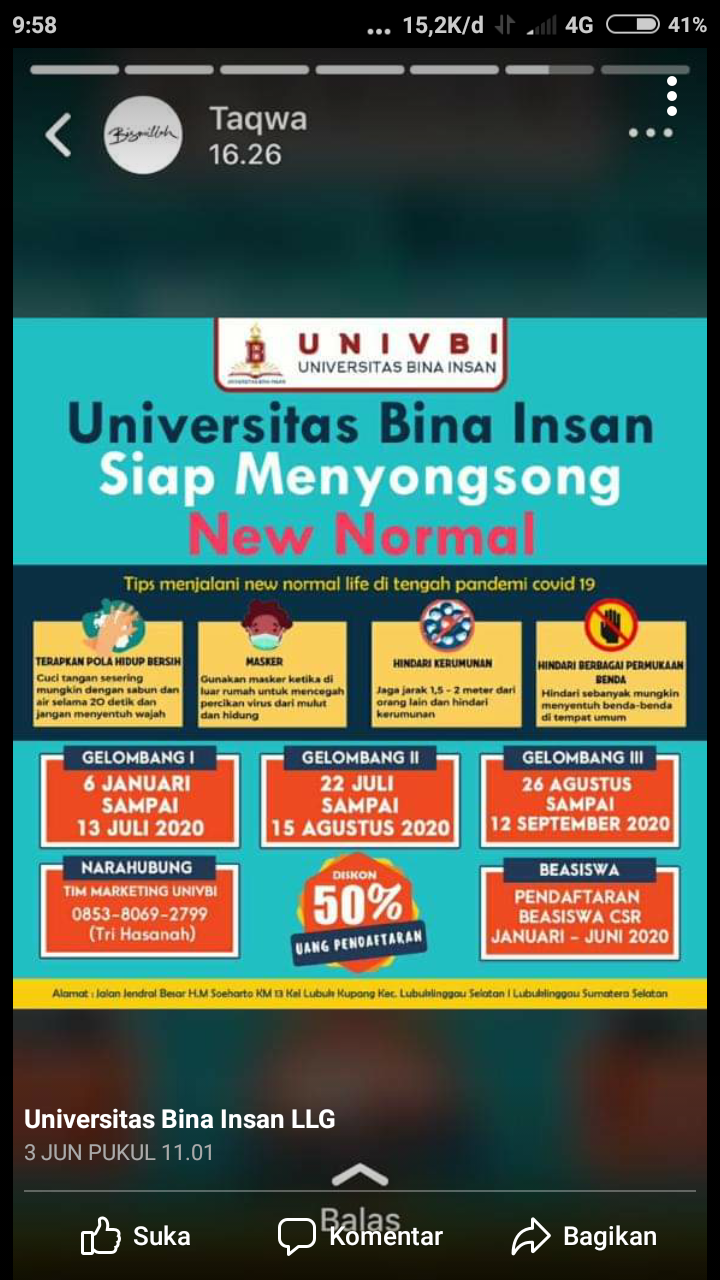 9:58
... 15,2K/d 4G 41%
Bismillah
Taqwa
16.26
B
UNIVBI
UNIVERSITAS BINA INSAN
Universitas Bina Insan
Siap Menyongsong
New Normal
Tips menjalani new normal life di tengah pandemi covid 19
TERAPKAN POLA HIDUP BERSIH
Cuci tangan sesering
mungkin dengan sabun dan
air selama 20 detik dan
jangan menyentuh wajah
MASKER
Gunakan masker ketika di
luar rumah untuk mencegah
percikan virus dari mulut
dan hidung
HINDARI KERUMUNAN
Jaga jarak 1,5 - 2 meter dari
orang lain dan hindari
kerumunan
HINDARI BERBAGAI PERMUKAAN
BENDA
Hindari sebanyak mungkin
menyentuh benda-benda
di tempat umum
GELOMBANG I
6 JANUARI
SAMPAI
13 JULI 2020
GELOMBANG II
22 JULI
SAMPAI
15 AGUSTUS 2020
GELOMBANG III
26 AGUSTUS
SAMPAI
12 SEPTEMBER 2020
NARAHUBUNG
TIM MARKETING UNIVBI
0853-8069-2799
(Tri Hasanah)
DISKON
50%
UANG PENDAFTARAN
BEASISWA
PENDAFTARAN
BEASISWA CSR
JANUARI - JUNI 2020
Alamat : Jalan Jendral Besar H.M Soeharto KM 13 Kel Lubuk Kupang Kec. Lubuklinggau Selatan I Lubuklinggau Sumatera Selatan
Universitas Bina Insan LLG
3 JUN PUKUL 11.01
Balas
Suka
Komentar
Bagikan